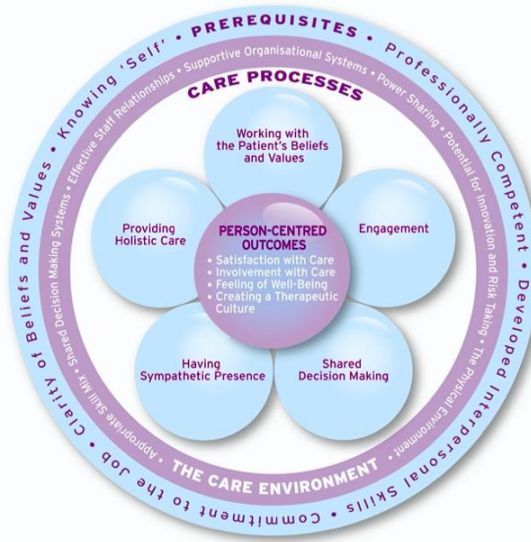 PREREQUISITES • Professionally Competent • Developed Interpersonal Skills • Commitment to the Job • Clarity of Beliefs and Values • Knowing 'Self' •
THE CARE ENVIRONMENT • Appropriate Skill Mix • Shared Decision Making Systems • Effective Staff Relationships • Supportive Organisational Systems • Power Sharing • Potential for Innovation and Risk Taking • The Physical Environment •
CARE PROCESSES
Working with
the Patient's Beliefs
and Values
Providing
Holistic Care
PERSON-CENTRED
OUTCOMES
• Satisfaction with Care
• Involvement with Care
• Feeling of Well-Being
• Creating a Therapeutic
Culture
Engagement
Having
Sympathetic Presence
Shared
Decision Making